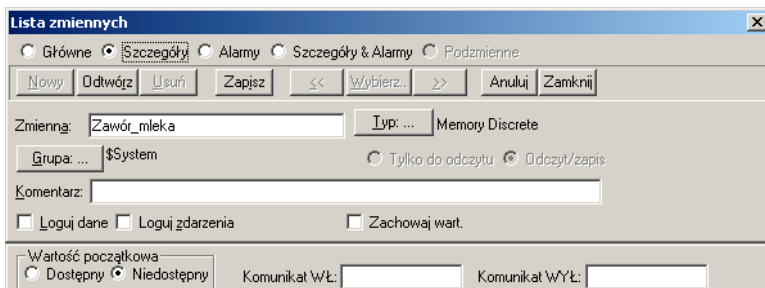 Lista zmiennych
Główne Szczegóły Alarmy Szczegóły & Alarmy Podzmienne
Nowy Odtwórz Usuń Zapisz << Wybierz.. >> Anuluj Zamknij
Zmienna: Zawór_mleka Typ: ... Memory Discrete
Grupa: ... $System Tylko do odczytu Odczyt/zapis
Komentarz:
Loguj dane Loguj zdarzenia Zachowaj wart.
Wartość początkowa
Dostępny Niedostępny Komunikat WŁ: Komunikat WYŁ: